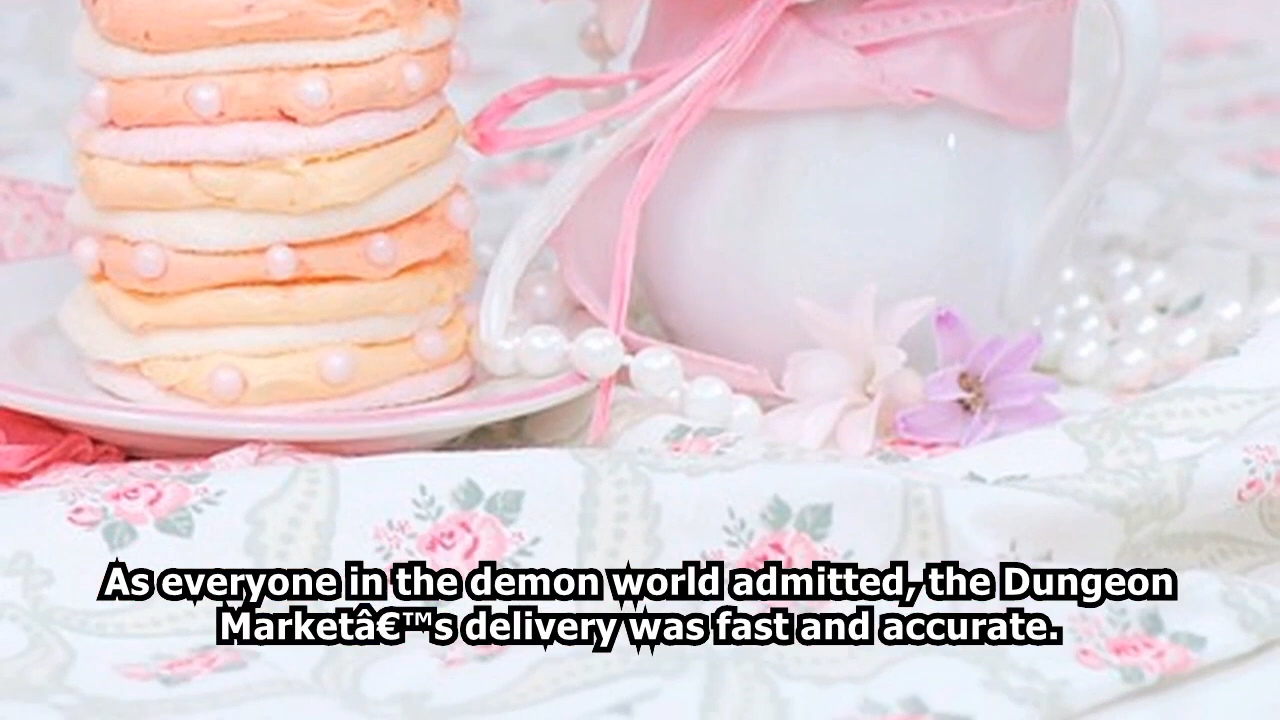 As everyone in the demon world admitted, the Dungeon
Marketâ€™s delivery was fast and accurate.